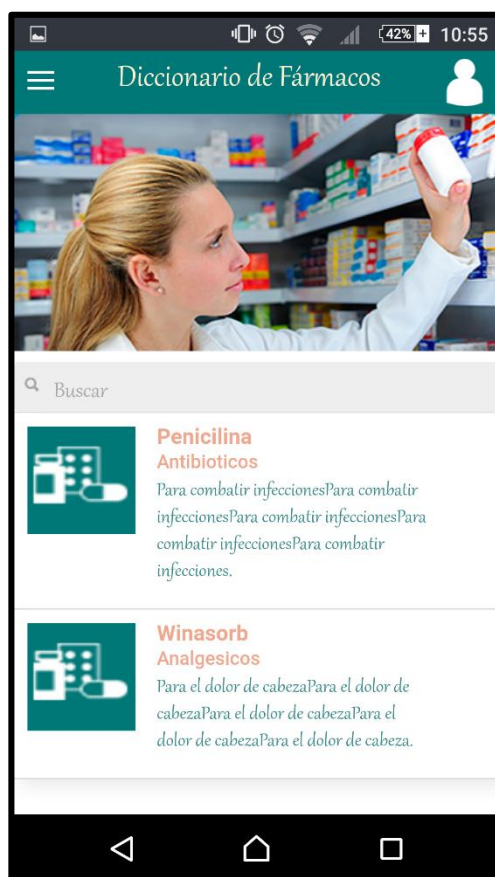 42% 10:55
Diccionario de Fármacos
Buscar
Penicilina
Antibioticos
Para combatir infeccionesPara combatir
infeccionesPara combatir infeccionesPara
combatir infeccionesPara combatir
infecciones.
Winasorb
Analgesicos
Para el dolor de cabezaPara el dolor de
cabezaPara el dolor de cabezaPara el
dolor de cabezaPara el dolor de cabeza.